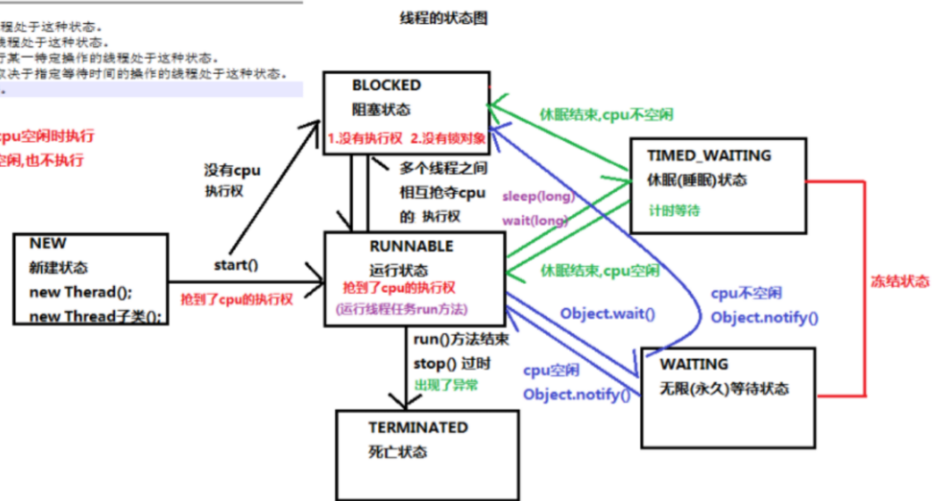 线程的状态图
程处于这种状态。
线程处于这种状态。
行某一特定操作的线程处于这种状态。
取决于指定等待时间的操作的线程处于这种状态。
。
cpu空闲时执行
空闲,也不执行
BLOCKED
阻塞状态
1.没有执行权 2.没有锁对象
休眠结束,cpu不空闲
没有cpu
执行权
多个线程之间
相互抢夺cpu
的 执行权
TIMED_WAITING
休眠(睡眠)状态
计时等待
sleep(long)
wait(long)
NEW
新建状态
new Therad();
new Thread子类();
start()
抢到了cpu的执行权
RUNNABLE
运行状态
抢到了cpu的执行权
(运行线程任务run方法)
休眠结束,cpu空闲
冻结状态
Object.wait()
cpu不空闲
Object.notify()
run()方法结束
stop() 过时
出现了异常
cpu空闲
Object.notify()
WAITING
无限(永久)等待状态
TERMINATED
死亡状态